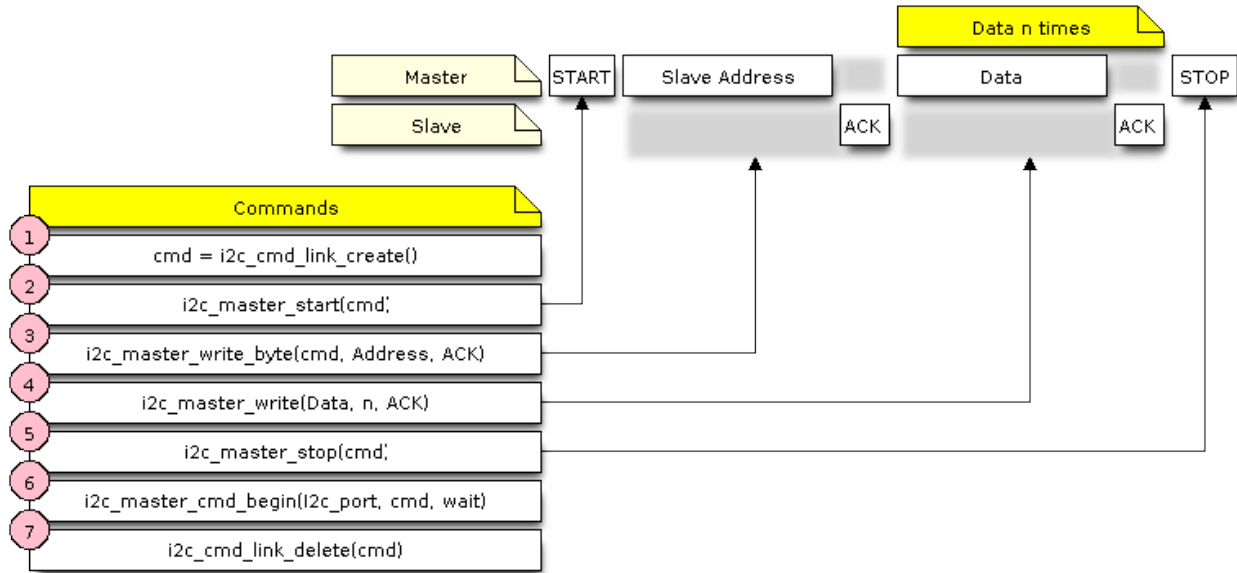 Data n times
Master START Slave Address Data STOP
Slave ACK ACK
Commands
1
cmd = i2c_cmd_link_create()
2
i2c_master_start(cmd;
3
i2c_master_write_byte(cmd, Address, ACK)
4
i2c_master_write(Data, n, ACK)
5
i2c_master_stop(cmd;
6
i2c_master_cmd_begin(I2c_port, cmd, wait)
7
i2c_cmd_link_delete(cmd)